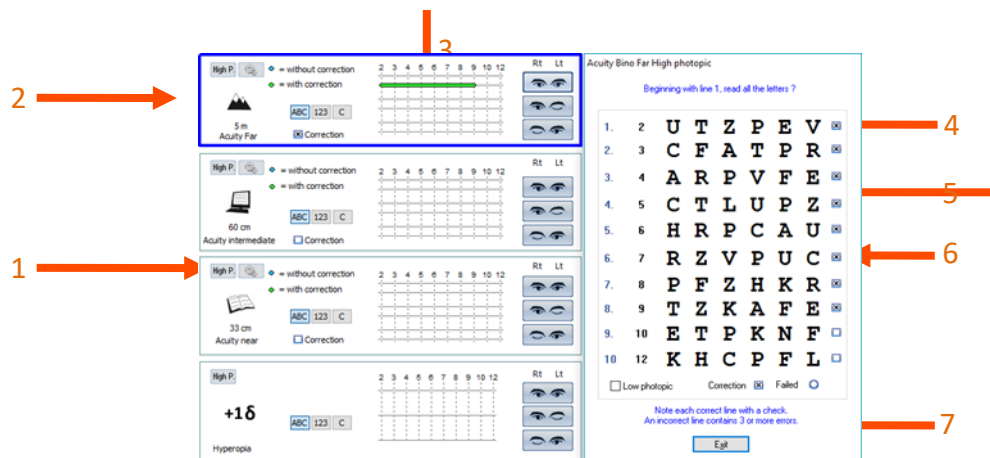 3
High P.
= without correction
2 3 4 5 6 7 8 9 10 12
Rt Lt
= with correction
2
ABC 123 C
5 m
Acuity Far
Correction
High P.
= without correction
2 3 4 5 6 7 8 9 10 12
Rt Lt
= with correction
ABC 123 C
60 cm
Acuity intermediate
Correction
1
High P.
= without correction
2 3 4 5 6 7 8 9 10 12
Rt Lt
= with correction
ABC 123 C
33 cm
Acuity near
Correction
High P.
2 3 4 5 6 7 8 9 10 12
Rt Lt
+1δ
ABC 123 C
Hyperopia
Acuity Bino Far High photopic
Beginning with line 1, read all the letters ?
1. 2 U T Z P E V
4
2. 3 C F A T P R
3. 4 A R P V F E
5
4. 5 C T L U P Z
5. 6 H R P C A U
6. 7 R Z V P U C
6
7. 8 P F Z H K R
8. 9 T Z K A F E
9. 10 E T P K N F
10 12 K H C P F L
Low photopic Correction Failed
Note each correct line with a check.
An incorrect line contains 3 or more errors.
7
Exit